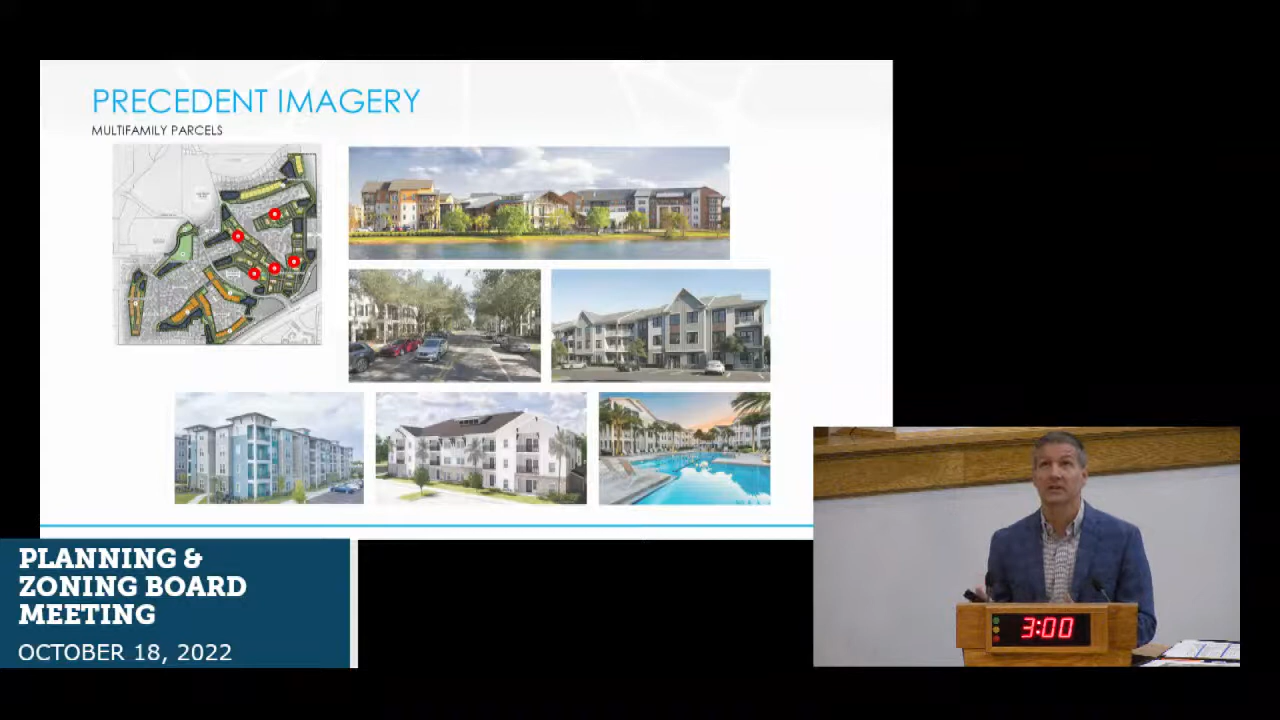 PRECEDENT IMAGERY
MULTIFAMILY PARCELS
PLANNING &
ZONING BOARD
MEETING
OCTOBER 18, 2022
3:00